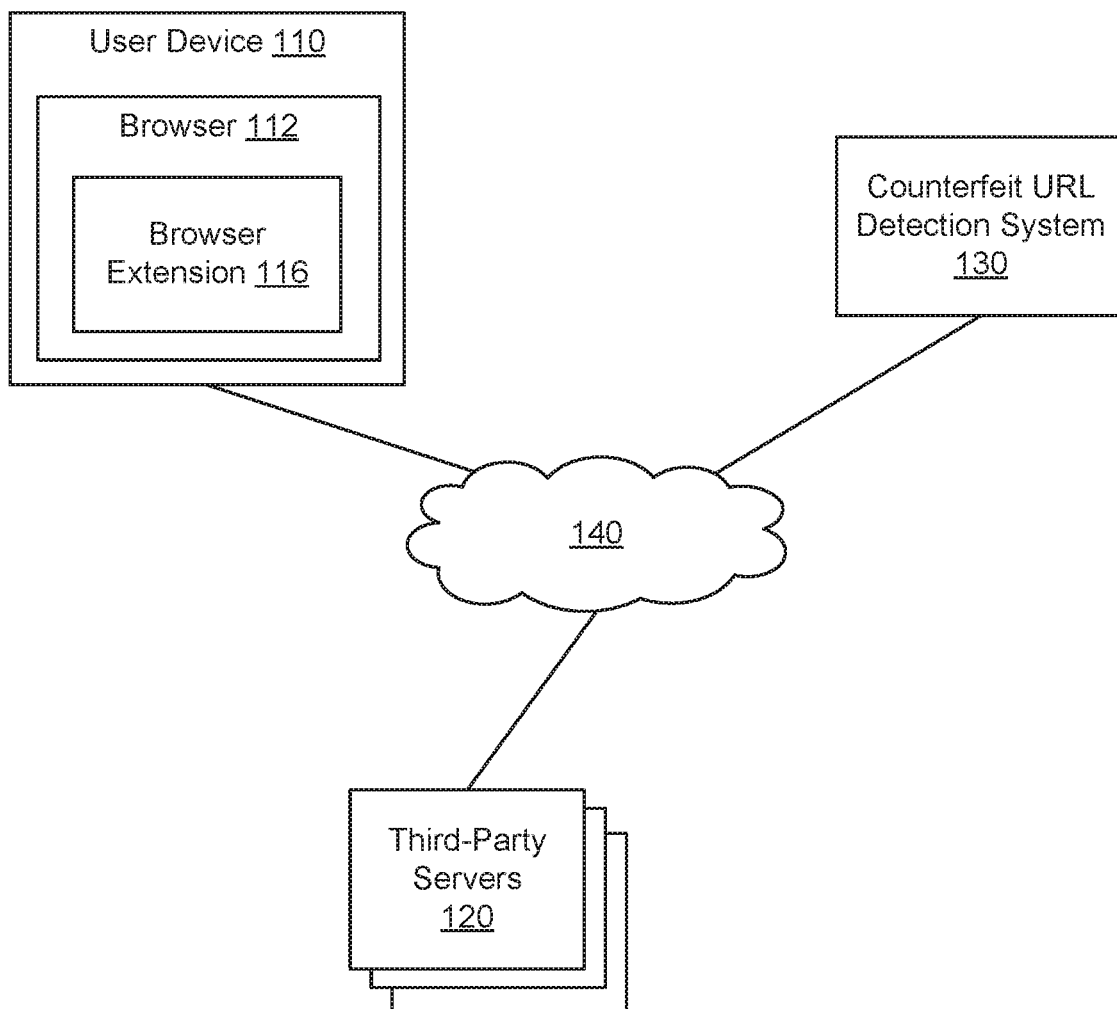 User Device 110
Browser 112
Browser
Extension 116
Counterfeit URL
Detection System
130
140
Third-Party
Servers
120